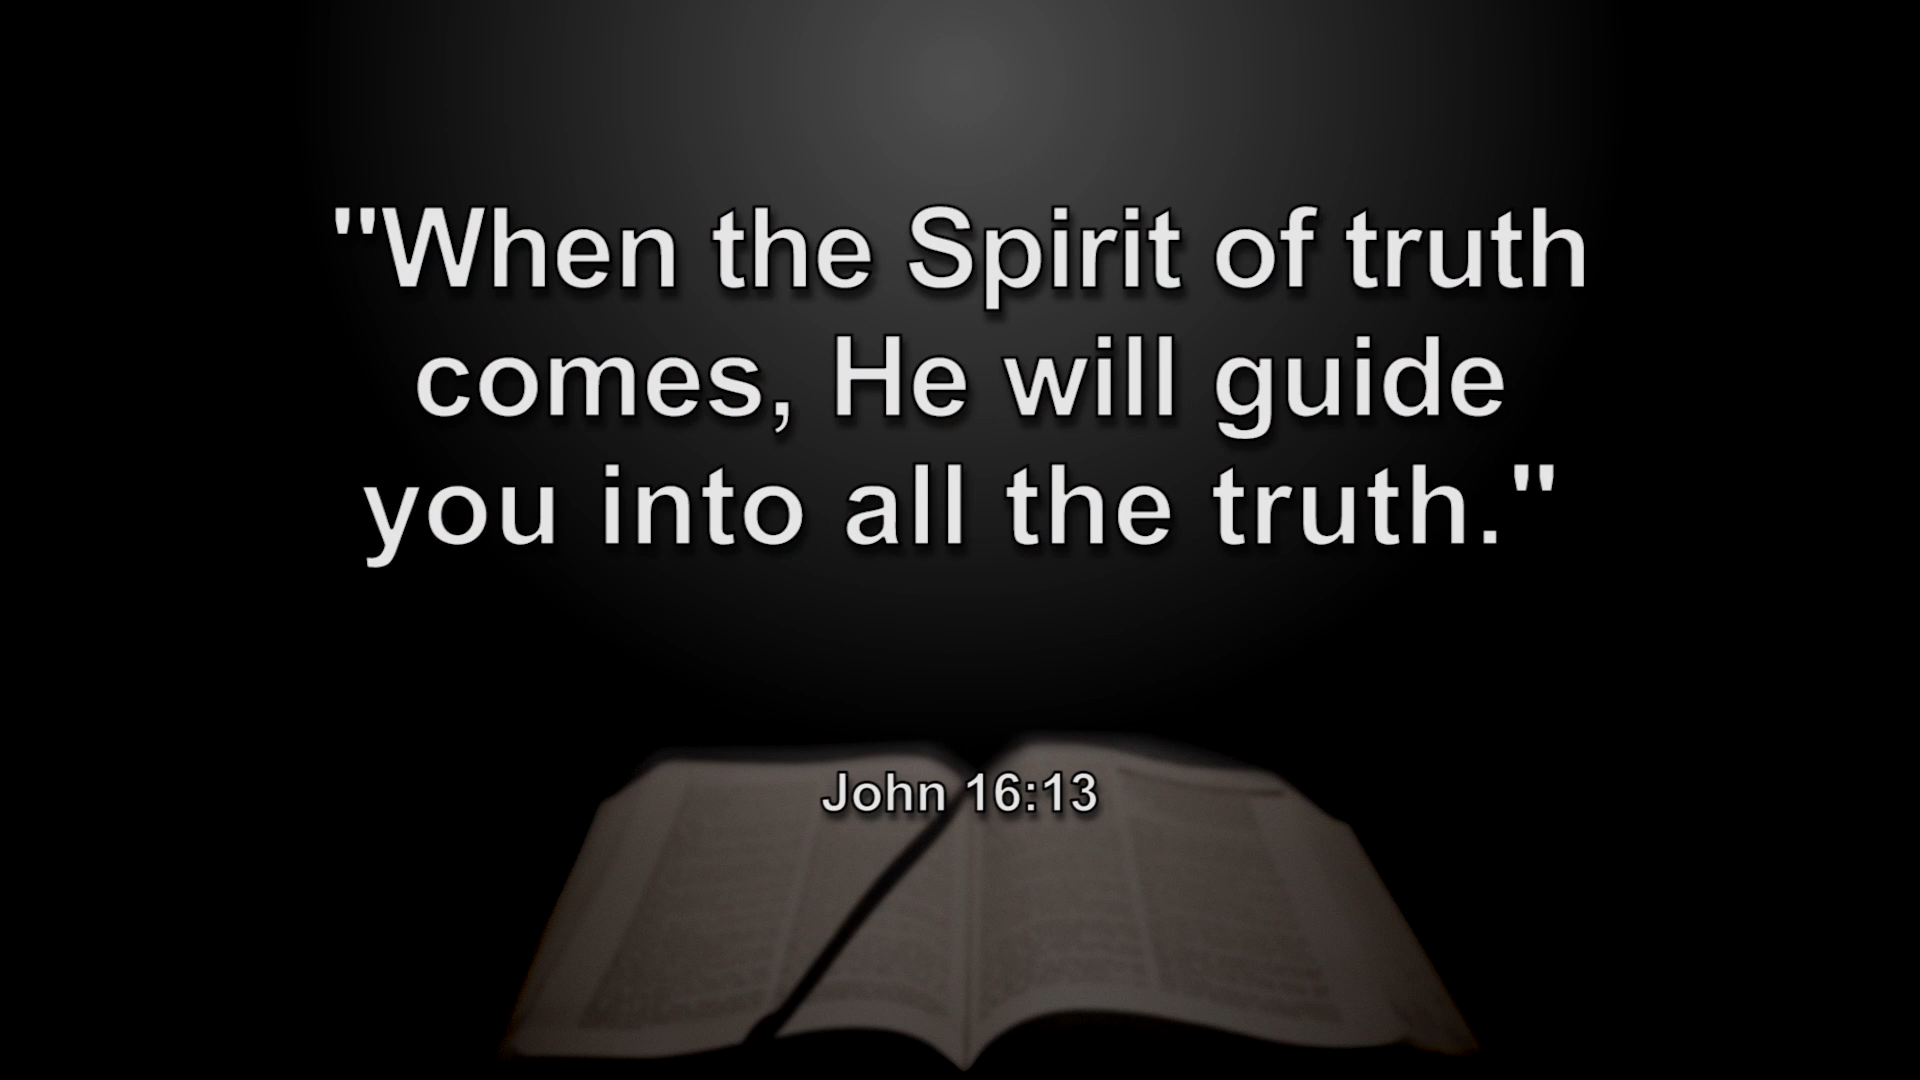 "When the Spirit of truth
comes, He will guide
you into all the truth."
John 16:13